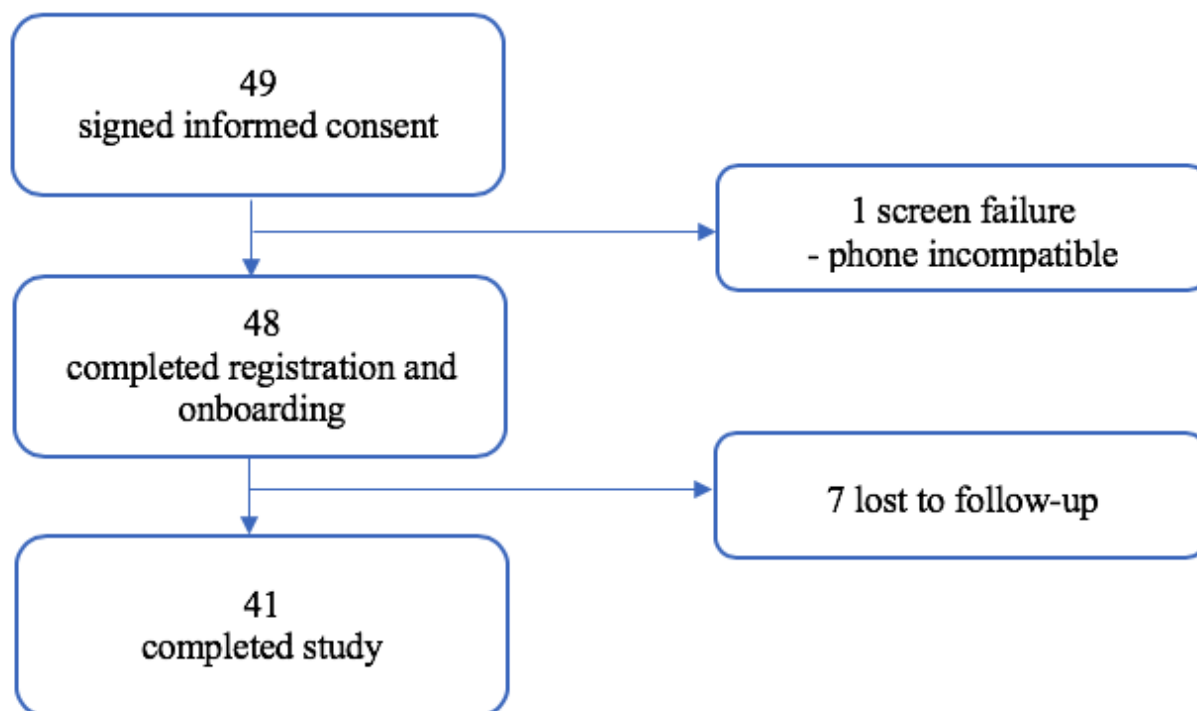 49
signed informed consent
1 screen failure
- phone incompatible
48
completed registration and
onboarding
7 lost to follow-up
41
completed study